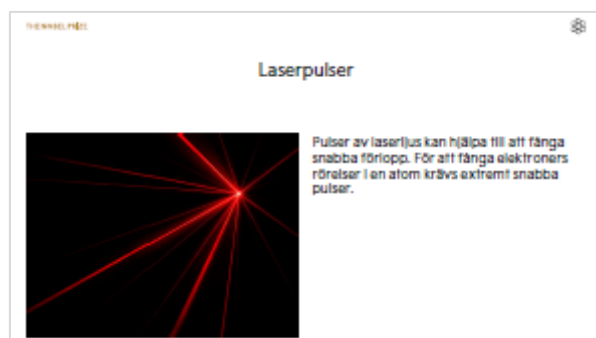 THE NOBEL PRIZE
Laserpulser
Pulser av laserljus kan hjälpa till att fånga
snabba förlopp. För att fånga elektroners
rörelser i en atom krävs extremt snabba
pulser.